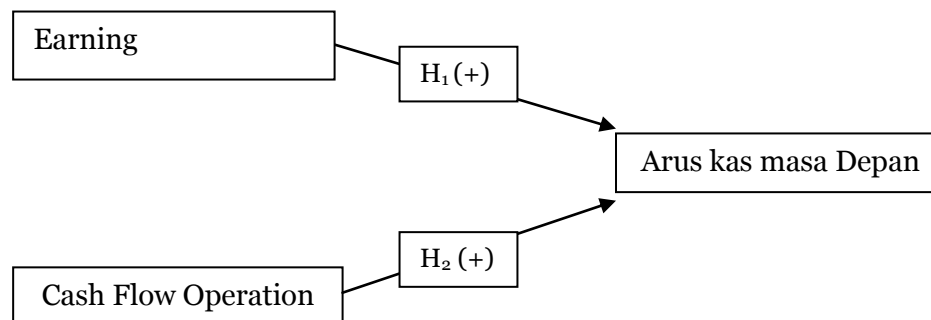 Earning
H₁ (+)
Arus kas masa Depan
H₂ (+)
Cash Flow Operation